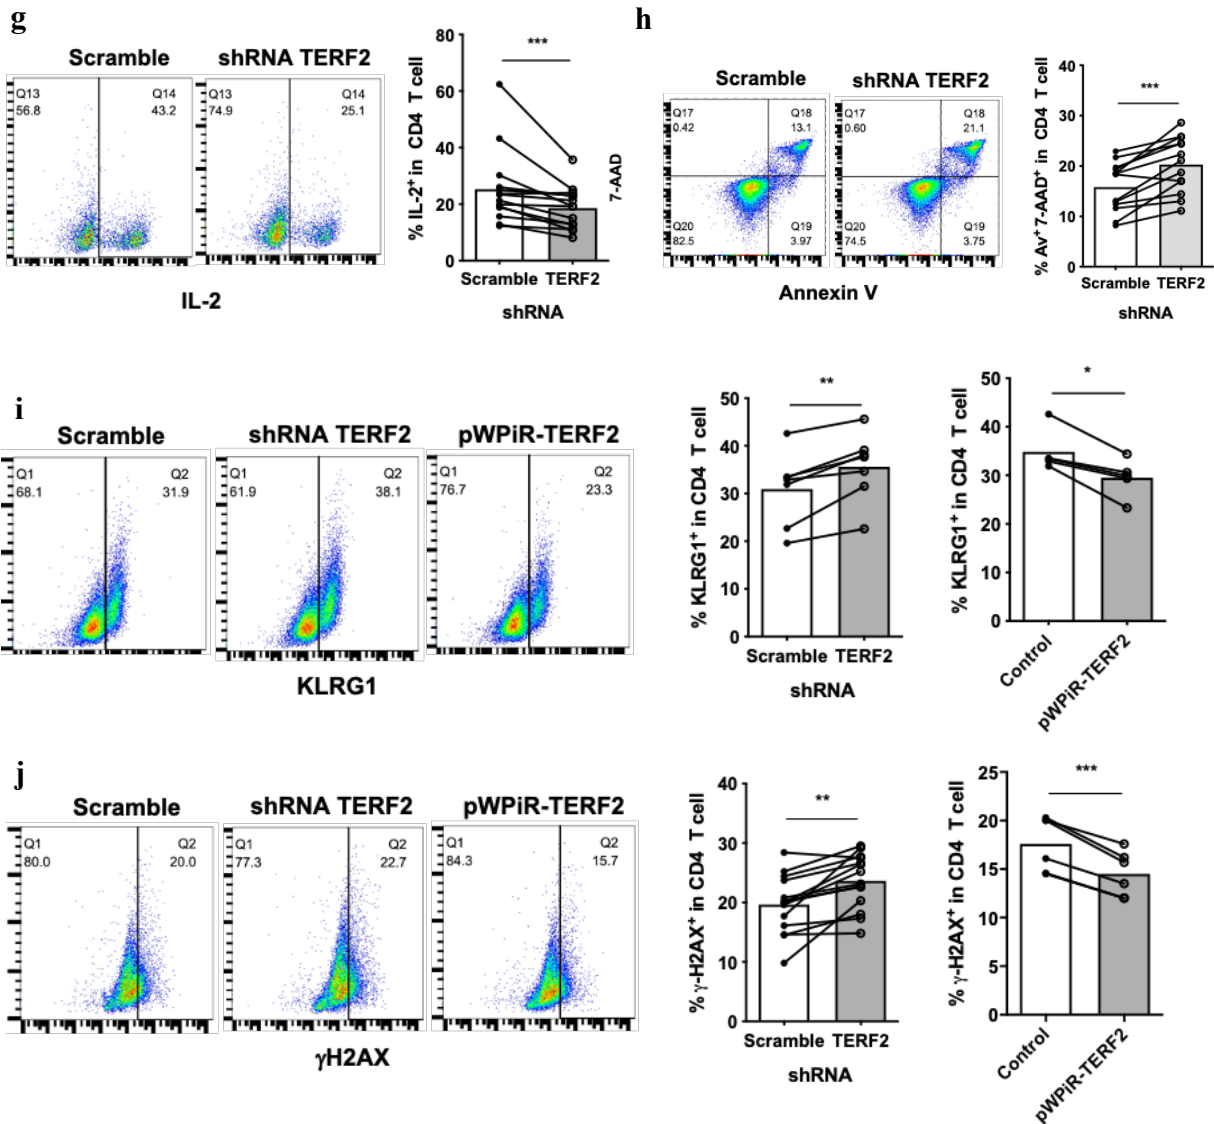 g
Scramble
shRNA TERF2
Q13
56.8
Q14
43.2
Q13
74.9
Q14
25.1
IL-2
% IL-2⁺ in CD4 T cell
80
60
40
20
0
***
Scramble TERF2
shRNA
h
Scramble
shRNA TERF2
7-AAD
Q17
0.42
Q18
13.1
Q20
82.5
Q19
3.97
Q17
0.60
Q18
21.1
Q20
74.5
Q19
3.75
Annexin V
% Av⁺ 7-AAD⁺ in CD4 T cell
40
30
20
10
0
***
Scramble TERF2
shRNA
i
Scramble
shRNA TERF2
pWPiR-TERF2
Q1
68.1
Q2
31.9
Q1
61.9
Q2
38.1
Q1
76.7
Q2
23.3
KLRG1
% KLRG1⁺ in CD4 T cell
50
40
30
20
10
0
**
Scramble TERF2
shRNA
% KLRG1⁺ in CD4 T cell
50
40
30
20
10
0
*
Control
pWPiR-TERF2
j
Scramble
shRNA TERF2
pWPiR-TERF2
Q1
80.0
Q2
20.0
Q1
77.3
Q2
22.7
Q1
84.3
Q2
15.7
γH2AX
% γ-H2AX⁺ in CD4 T cell
40
30
20
10
0
**
Scramble TERF2
shRNA
% γ-H2AX⁺ in CD4 T cell
25
20
15
10
5
0
***
Control
pWPiR-TERF2